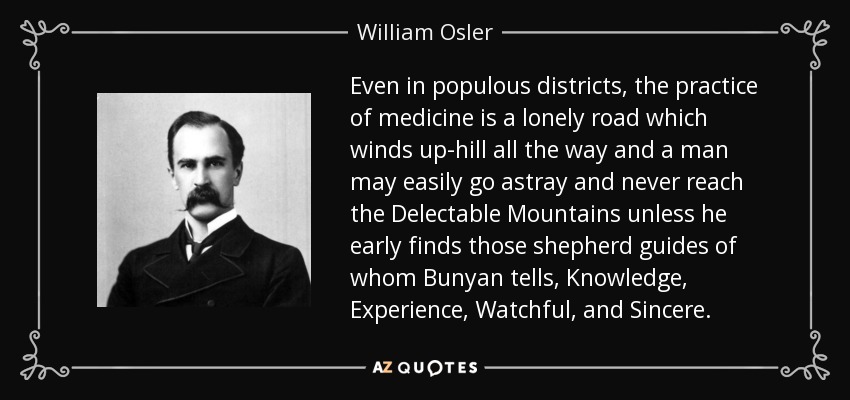 William Osler
Even in populous districts, the practice
of medicine is a lonely road which
winds up-hill all the way and a man
may easily go astray and never reach
the Delectable Mountains unless he
early finds those shepherd guides of
whom Bunyan tells, Knowledge,
Experience, Watchful, and Sincere.
AZ QUOTES